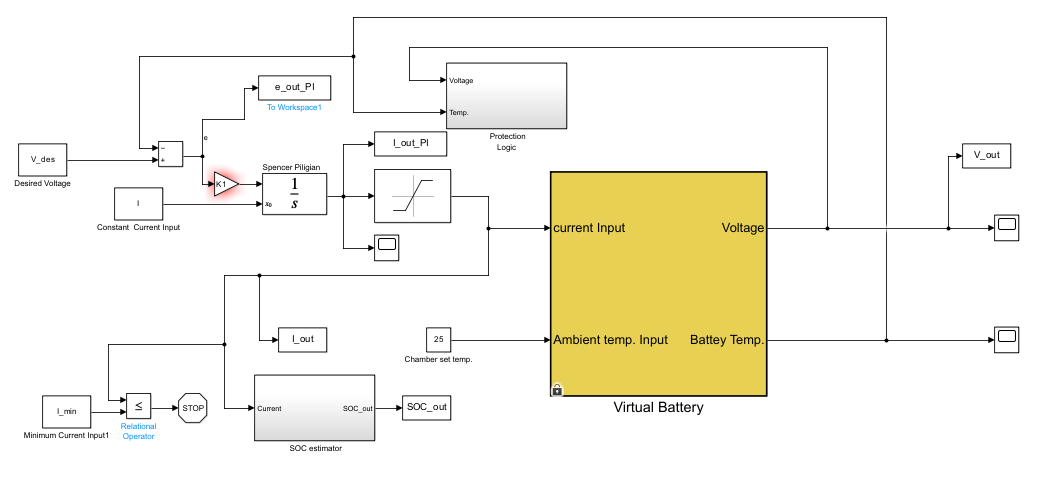 e_out_PI
To Workspace1
Voltage
Temp.
Protection
Logic
e
V_des
Desired Voltage
−
+
K1
Spencer Piligian
1
s
x₀
I
Constant Current Input
I_out_PI
V_out
current Input
Voltage
Ambient temp. Input
Battey Temp.
Virtual Battery
I_out
25
Chamber set temp.
I_min
Minimum Current Input1
≤
Relational
Operator
STOP
Current
SOC_out
SOC estimator
SOC_out